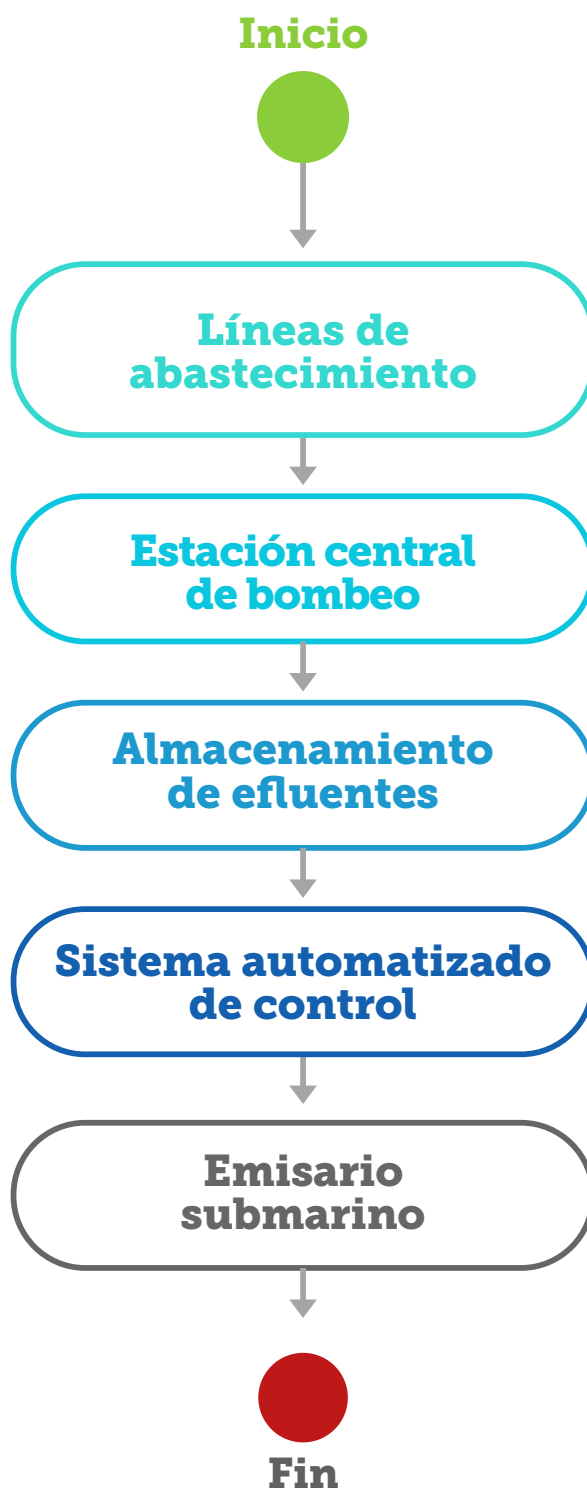 Inicio
Líneas de
abastecimiento
Estación central
de bombeo
Almacenamiento
de efluentes
Sistema automatizado
de control
Emisario
submarino
Fin